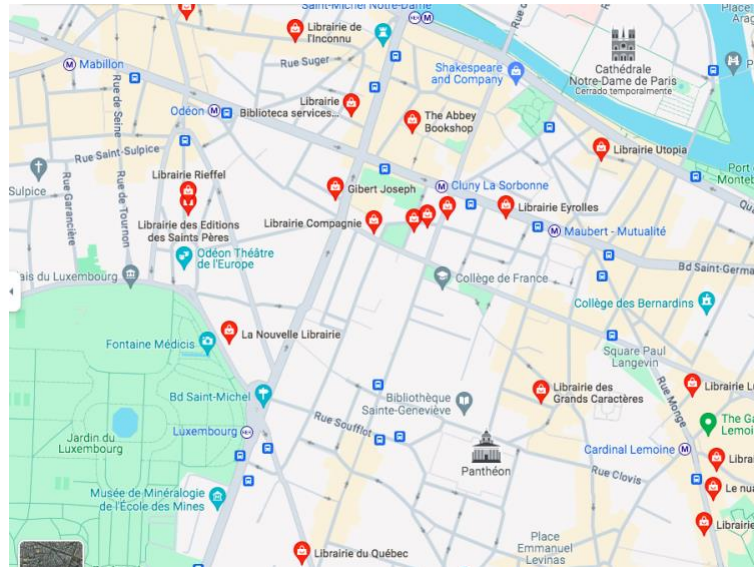 Saint-Michel Notre-Dame
Place
Librairie de
l'Inconnu
Rue Suger
Mabillon
Shakespeare
and Company
Cathédrale
Notre-Dame de Paris
Cerrado temporalmente
Rue de Seine
Odéon
Librairie
Biblioteca services...
The Abbey
Bookshop
Rue Saint-Sulpice
Librairie Utopia
Sulpice
Librairie Rieffel
Gibert Joseph
Cluny La Sorbonne
Port de
Rue Garancière
Rue de Tournon
Librairie des Editions
des Saints Pères
Librairie Compagnie
Librairie Eyrolles
Maubert - Mutualité
Odéon Théâtre
de l'Europe
Bd Saint-Germa
ais du Luxembourg
Collège de France
Collège des Bernardins
Fontaine Médicis
La Nouvelle Librairie
Square Paul
Langevin
Bd Saint-Michel
Bibliothèque
Sainte-Geneviève
Librairie des
Grands Caractères
Rue Monge
Rue Soufflot
Luxembourg
Jardin du
Luxembourg
Panthéon
Cardinal Lemoine
Rue Clovis
Musée de Minéralogie
de l'École des Mines
Le nua
Librairie du Québec
Place
Emmanuel
Levinas
Librairie